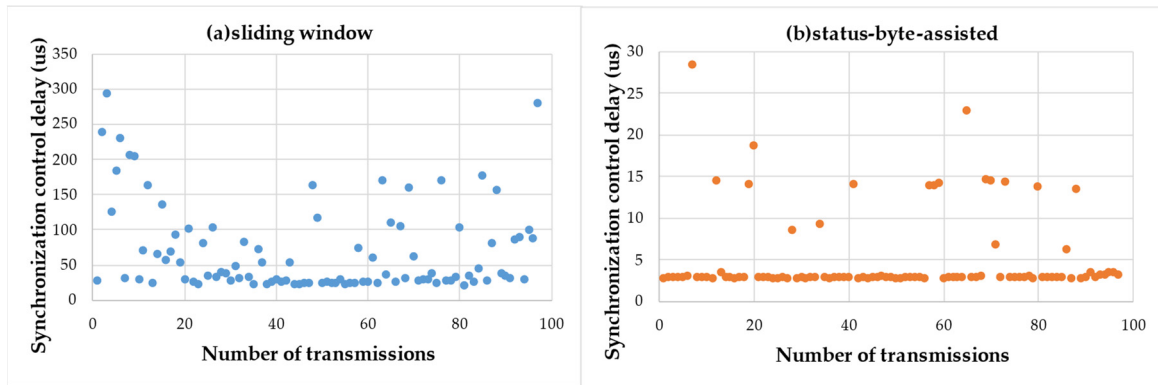 (a)sliding window
Synchronization control delay (us)
350
300
250
200
150
100
50
0
0 20 40 60 80 100
Number of transmissions
(b)status-byte-assisted
Synchronization control delay (us)
30
25
20
15
10
5
0
0 20 40 60 80 100
Number of transmissions